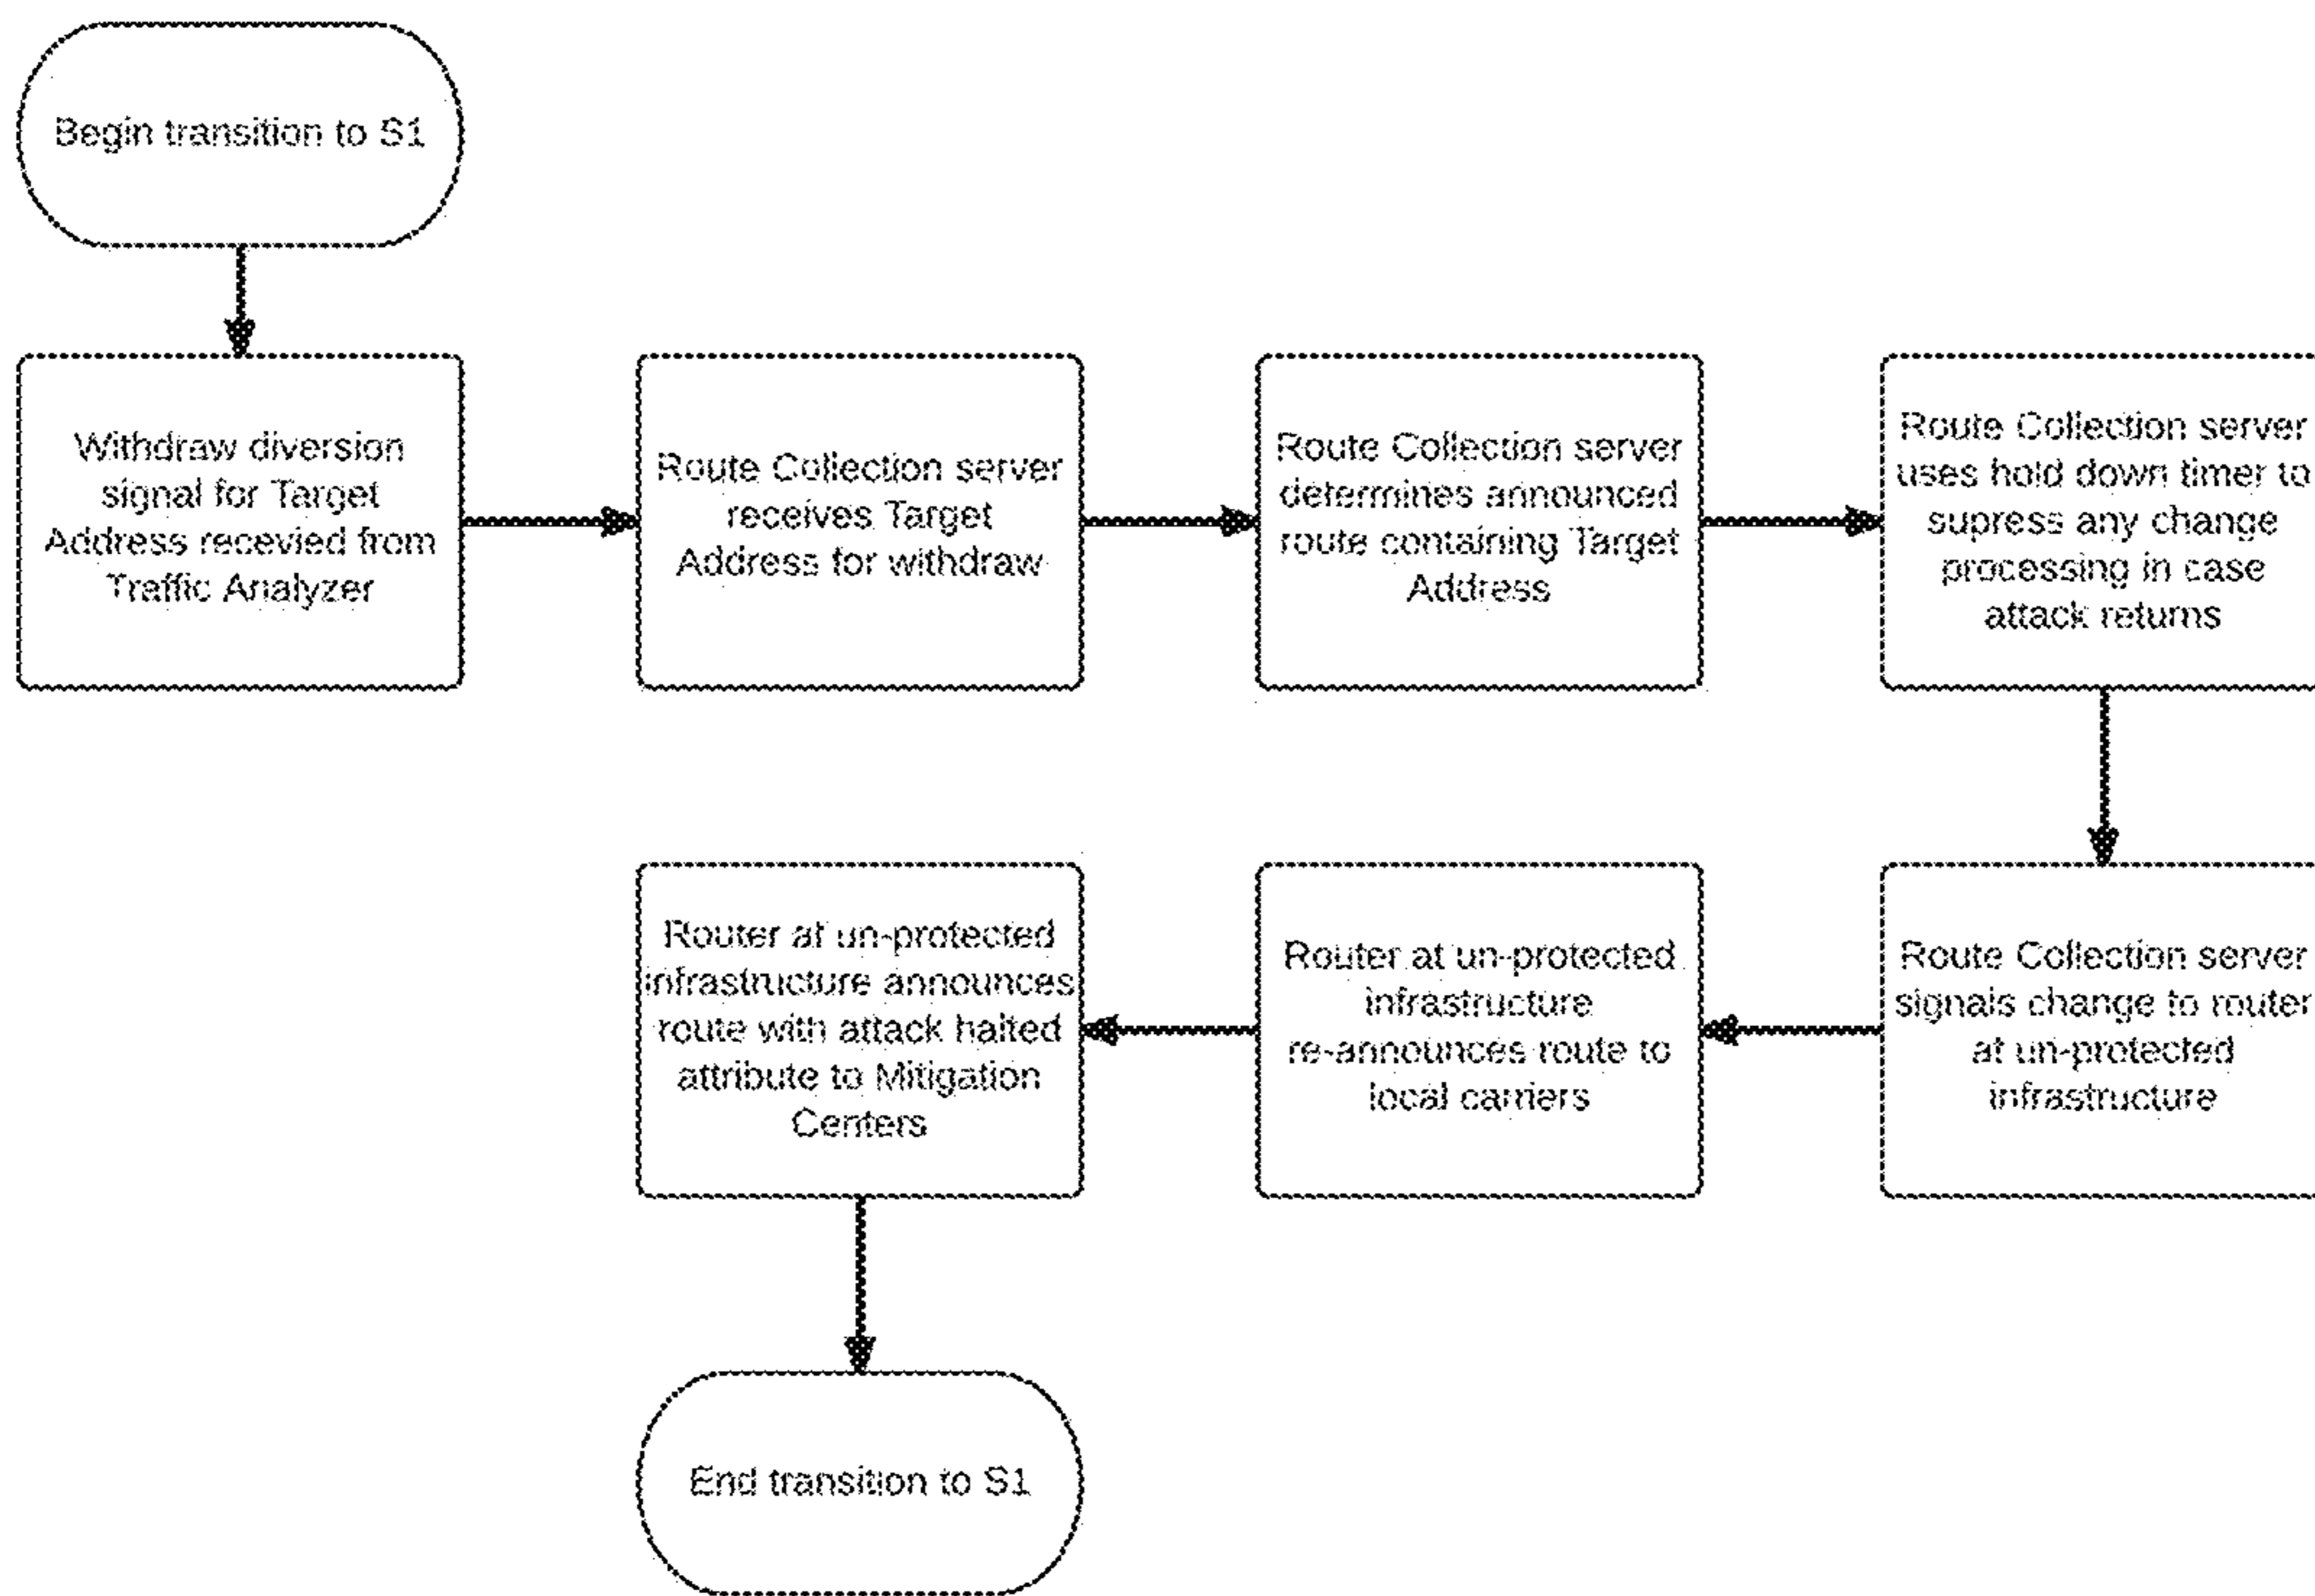 Begin transition to S1
Withdraw diversion
signal for Target
Address recevied from
Traffic Analyzer
Route Collection server
receives Target
Address for withdraw
Route Collection server
determines announced
route containing Target
Address
Route Collection server
uses hold down timer to
supress any change
processing in case
attack returns
Route Collection server
signals change to router
at un-protected
infrastructure
Router at un-protected
infrastructure
re-announces route to
local carriers
Router at un-protected
infrastructure announces
route with attack halted
attribute to Mitigation
Centers
End transition to S1